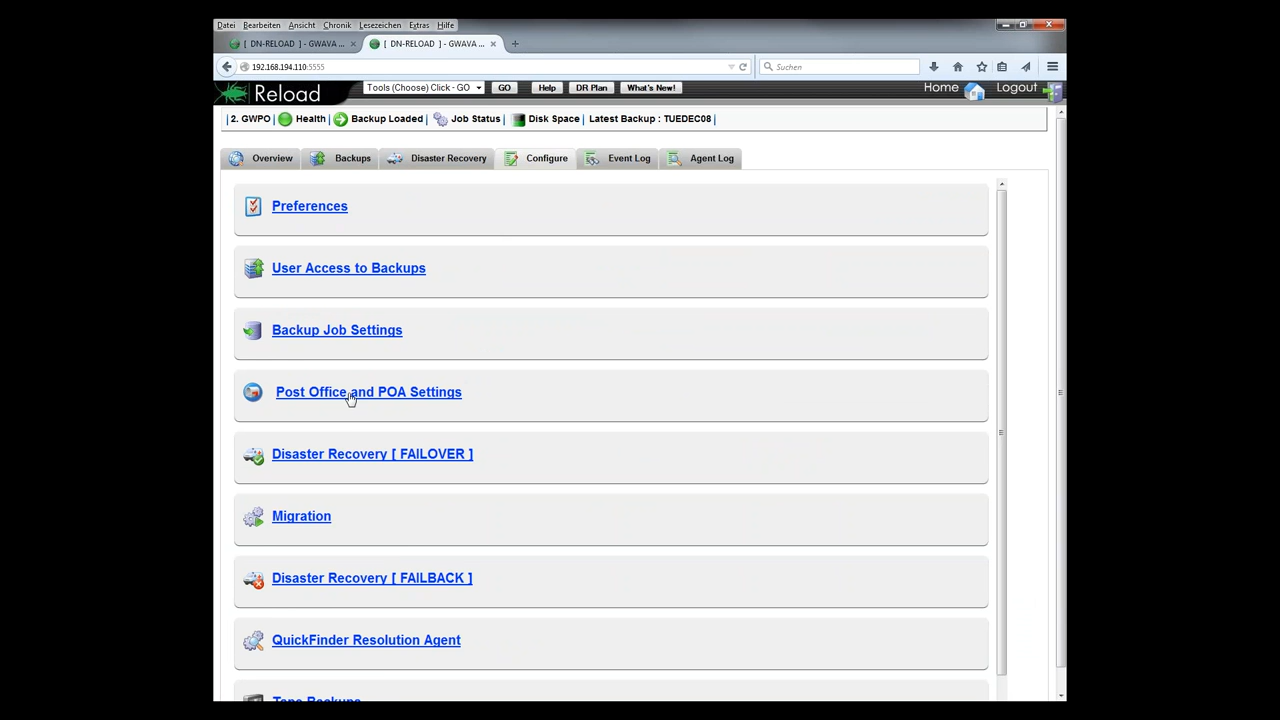 Datei Bearbeiten Ansicht Chronik Lesezeichen Extras Hilfe
[ DN-RELOAD ] - GWAVA ... [ DN-RELOAD ] - GWAVA ...
192.168.194.110:5555 Suchen
Reload Tools (Choose) Click - GO GO Help DR Plan What's New! Home Logout
| 2. GWPO | Health | Backup Loaded | Job Status | Disk Space | Latest Backup : TUEDEC08 |
Overview Backups Disaster Recovery Configure Event Log Agent Log
Preferences
User Access to Backups
Backup Job Settings
Post Office and POA Settings
Disaster Recovery [ FAILOVER ]
Migration
Disaster Recovery [ FAILBACK ]
QuickFinder Resolution Agent
Tape Backups